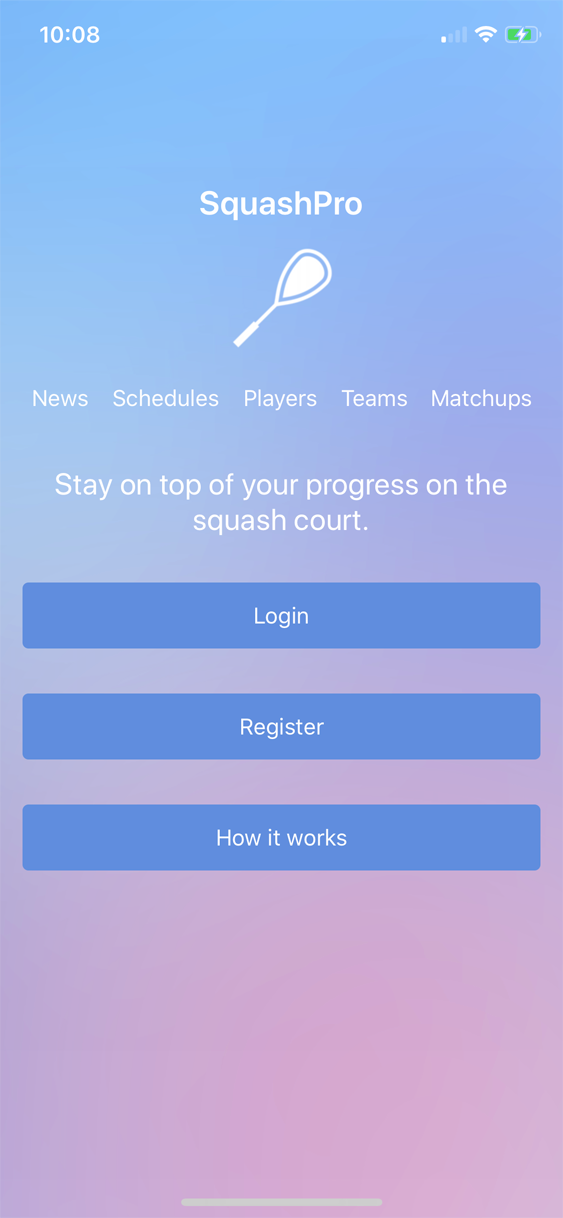 10:08
SquashPro
News Schedules Players Teams Matchups
Stay on top of your progress on the
squash court.
Login
Register
How it works